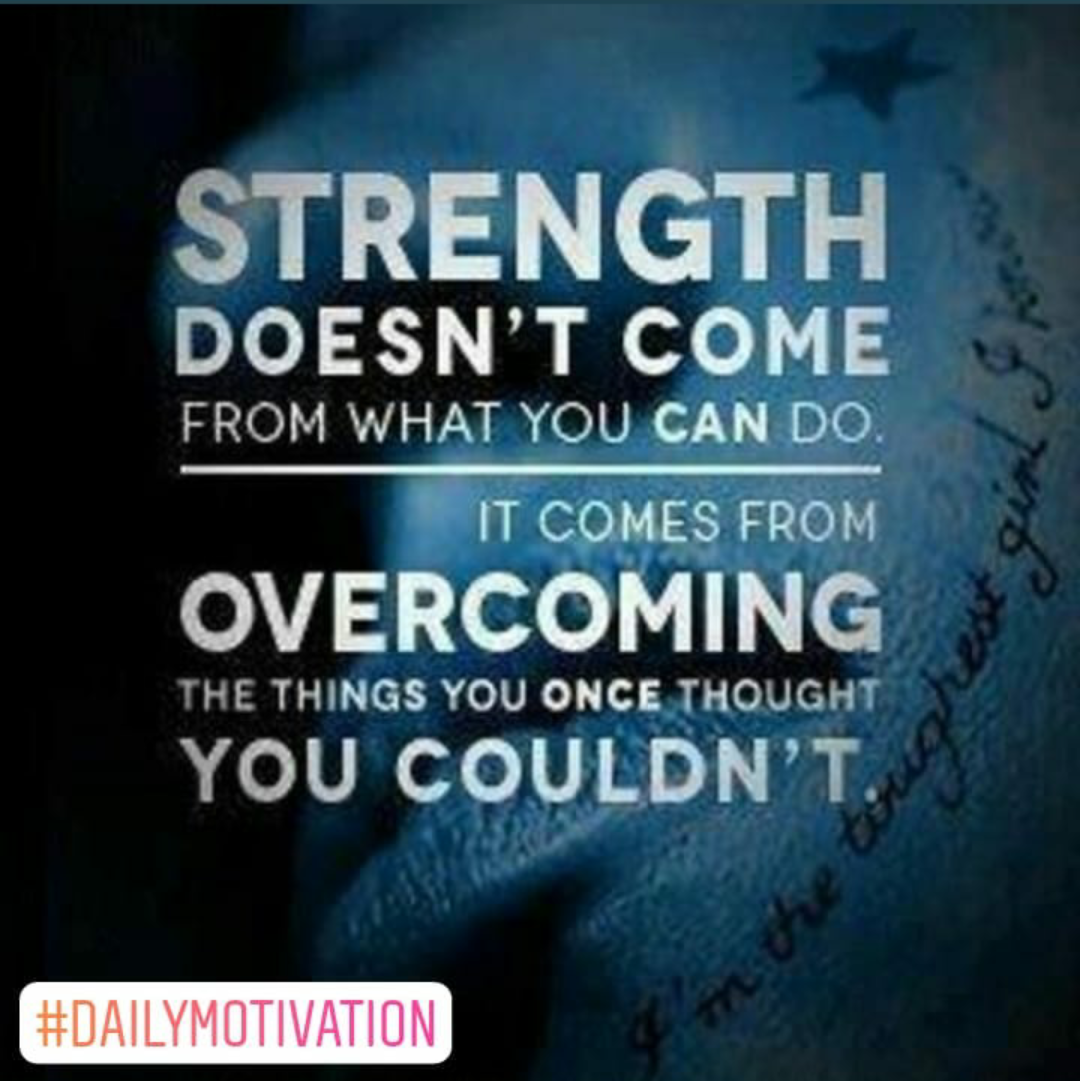 STRENGTH
DOESN'T COME
FROM WHAT YOU CAN DO.
IT COMES FROM
OVERCOMING
THE THINGS YOU ONCE THOUGHT
YOU COULDN'T.
I'm the toughest girl I know
#DAILYMOTIVATION